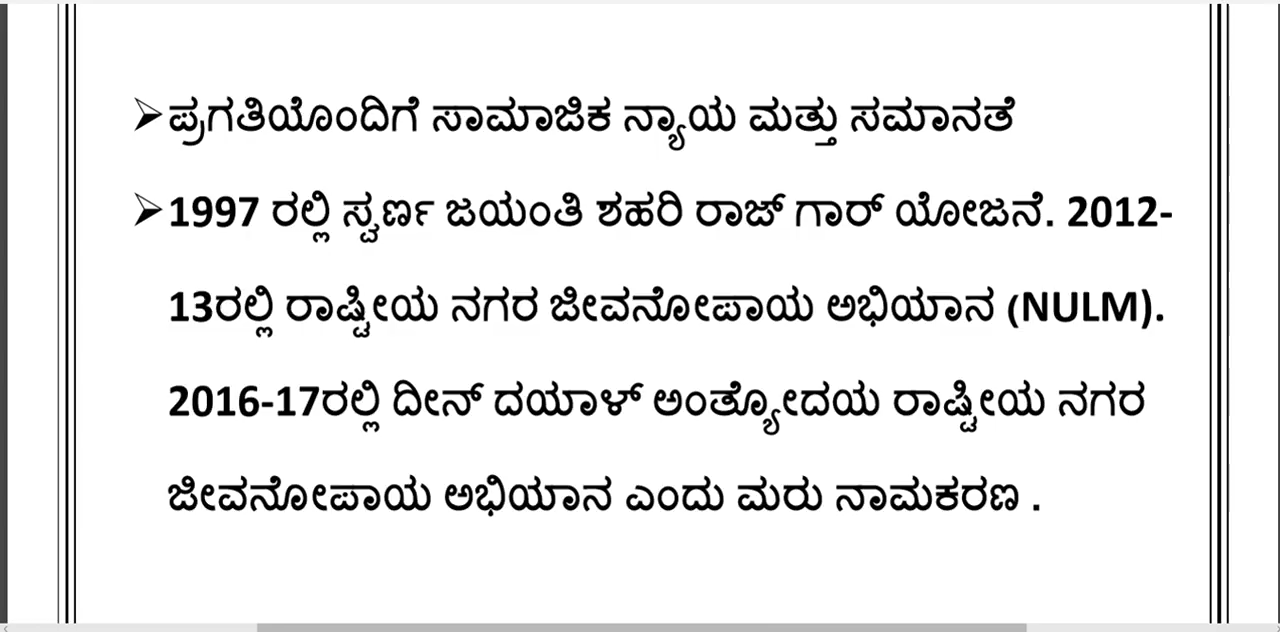 ➢ಪ್ರಗತಿಯೊಂದಿಗೆ ಸಾಮಾಜಿಕ ನ್ಯಾಯ ಮತ್ತು ಸಮಾನತೆ
➢1997 ರಲ್ಲಿ ಸ್ವರ್ಣ ಜಯಂತಿ ಶಹರಿ ರಾಜ್ ಗಾರ್ ಯೋಜನೆ. 2012-
13ರಲ್ಲಿ ರಾಷ್ಟೀಯ ನಗರ ಜೀವನೋಪಾಯ ಅಭಿಯಾನ (NULM).
2016-17ರಲ್ಲಿ ದೀನ್ ದಯಾಳ್ ಅಂತ್ಯೋದಯ ರಾಷ್ಟೀಯ ನಗರ
ಜೀವನೋಪಾಯ ಅಭಿಯಾನ ಎಂದು ಮರು ನಾಮಕರಣ .